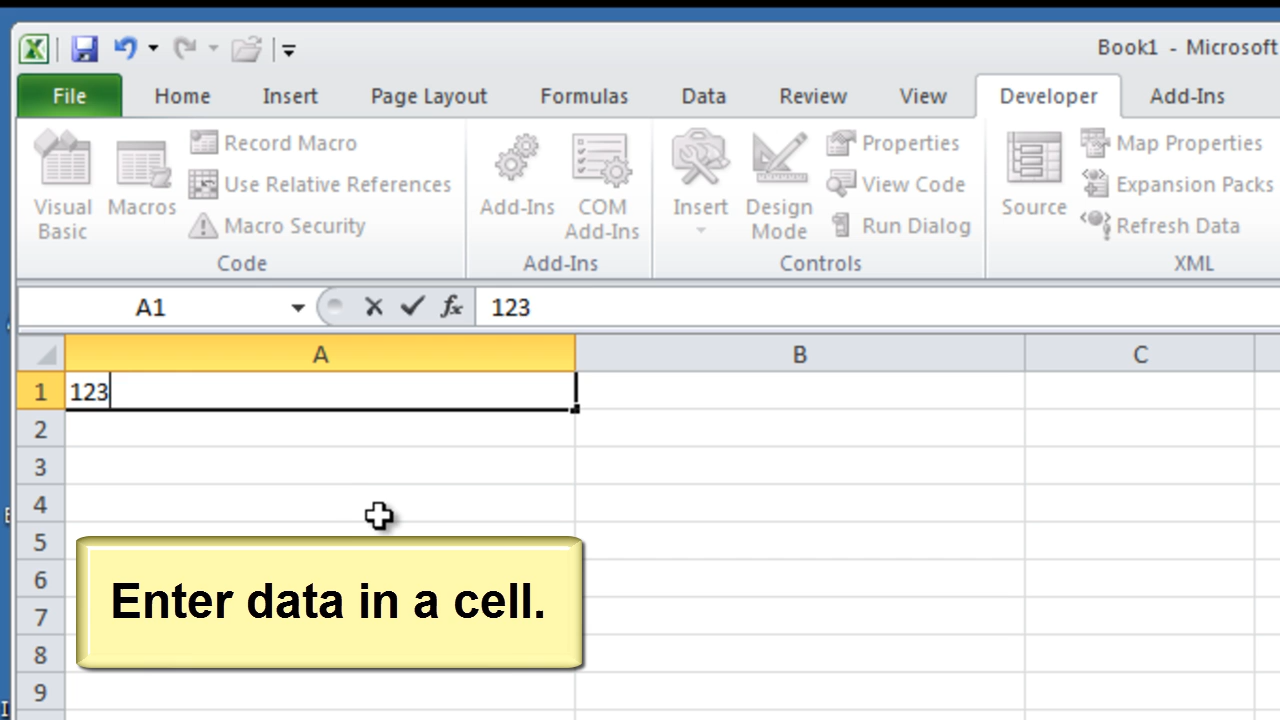 Book1 - Microsoft
File Home Insert Page Layout Formulas Data Review View Developer Add-Ins
Visual Basic
Macros
Record Macro
Use Relative References
Macro Security
Code
Add-Ins
COM Add-Ins
Add-Ins
Insert
Design Mode
Properties
View Code
Run Dialog
Controls
Source
Map Properties
Expansion Packs
Refresh Data
XML
A1 fx 123
A B C
1 123
2
3
4
5
6
7
8
9
Enter data in a cell.